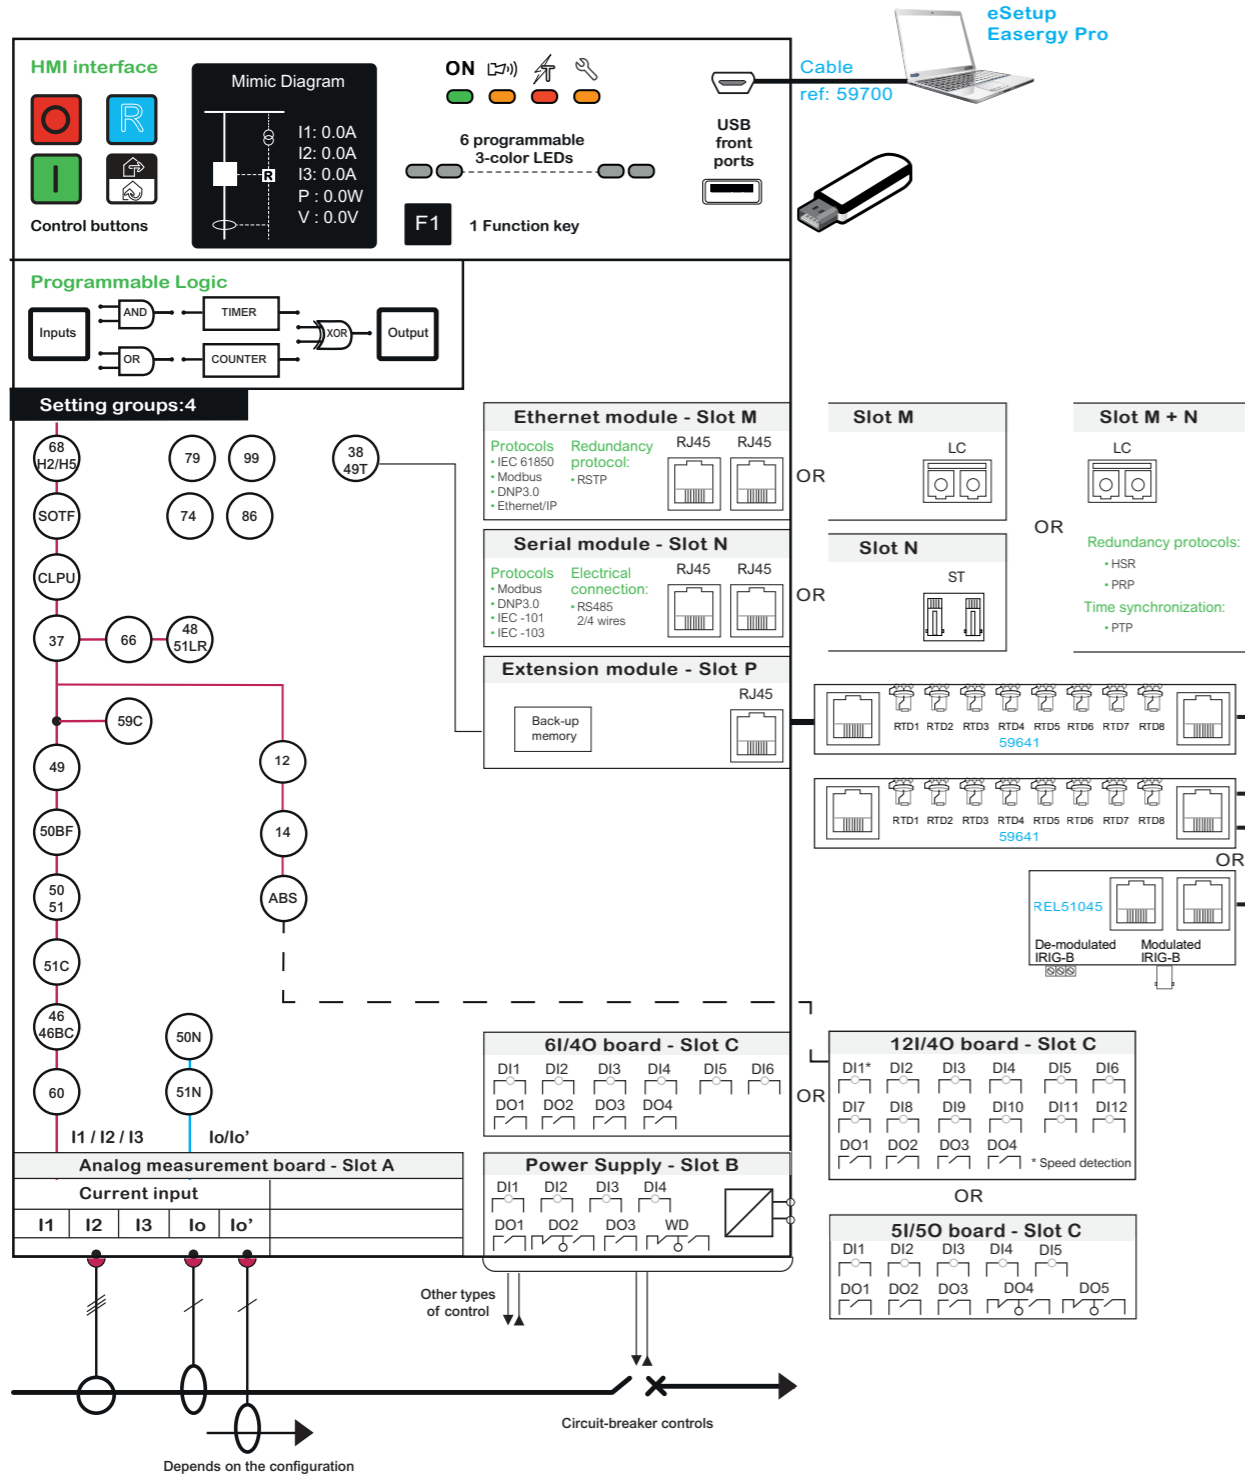 eSetup
Easergy Pro
Cable
ref: 59700
HMI interface
R
Control buttons
Mimic Diagram
I1: 0.0A
I2: 0.0A
I3: 0.0A
P : 0.0W
V : 0.0V
R
ON
6 programmable
3-color LEDs
F1
1 Function key
USB
front
ports
Programmable Logic
Inputs
AND
TIMER
OR
COUNTER
XOR
Output
Setting groups:4
68
H2/H5
79
99
38
49T
SOTF
74
86
CLPU
37
66
48
51LR
59C
49
12
50BF
14
50
51
ABS
51C
46
46BC
50N
60
51N
I1 / I2 / I3
Io/Io’
Ethernet module - Slot M
Protocols
• IEC 61850
• Modbus
• DNP3.0
• Ethernet/IP
Redundancy
protocol:
• RSTP
RJ45
RJ45
OR
Slot M
LC
OR
Slot M + N
LC
Redundancy protocols:
• HSR
• PRP
Time synchronization:
• PTP
Serial module - Slot N
Protocols
• Modbus
• DNP3.0
• IEC -101
• IEC -103
Electrical
connection:
• RS485
2/4 wires
RJ45
RJ45
OR
Slot N
ST
Extension module - Slot P
Back-up
memory
RJ45
RTD1 RTD2 RTD3 RTD4 RTD5 RTD6 RTD7 RTD8
59641
RTD1 RTD2 RTD3 RTD4 RTD5 RTD6 RTD7 RTD8
59641
OR
REL51045
De-modulated
IRIG-B
Modulated
IRIG-B
6I/4O board - Slot C
DI1 DI2 DI3 DI4 DI5 DI6
DO1 DO2 DO3 DO4
OR
12I/4O board - Slot C
DI1* DI2 DI3 DI4 DI5 DI6
DI7 DI8 DI9 DI10 DI11 DI12
DO1 DO2 DO3 DO4
* Speed detection
OR
5I/5O board - Slot C
DI1 DI2 DI3 DI4 DI5
DO1 DO2 DO3 DO4 DO5
Analog measurement board - Slot A
Current input
I1 I2 I3 Io Io’
Power Supply - Slot B
DI1 DI2 DI3 DI4
DO1 DO2 DO3 WD
Other types
of control
Circuit-breaker controls
Depends on the configuration